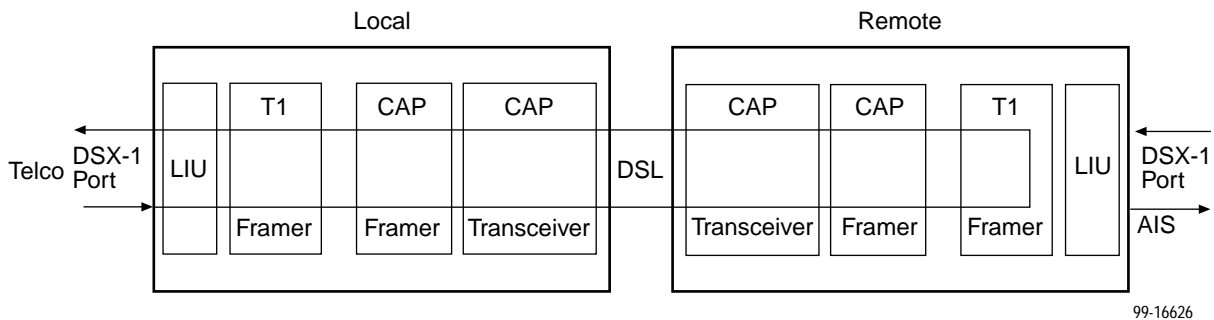 Local
Remote
T1
CAP
CAP
CAP
CAP
T1
Telco
DSX-1
Port
LIU
DSL
LIU
DSX-1
Port
Framer
Framer
Transceiver
Transceiver
Framer
Framer
AIS
99-16626